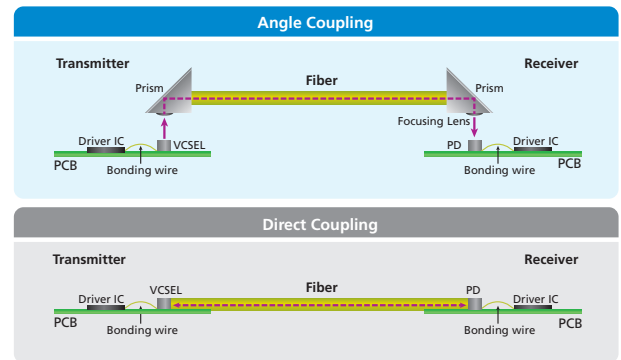 Angle Coupling
Transmitter
Receiver
Prism
Fiber
Prism
Focusing Lens
Driver IC
VCSEL
PD
Driver IC
PCB
Bonding wire
Bonding wire
PCB
Direct Coupling
Transmitter
Receiver
VCSEL
Fiber
PD
Driver IC
Driver IC
PCB
Bonding wire
Bonding wire
PCB